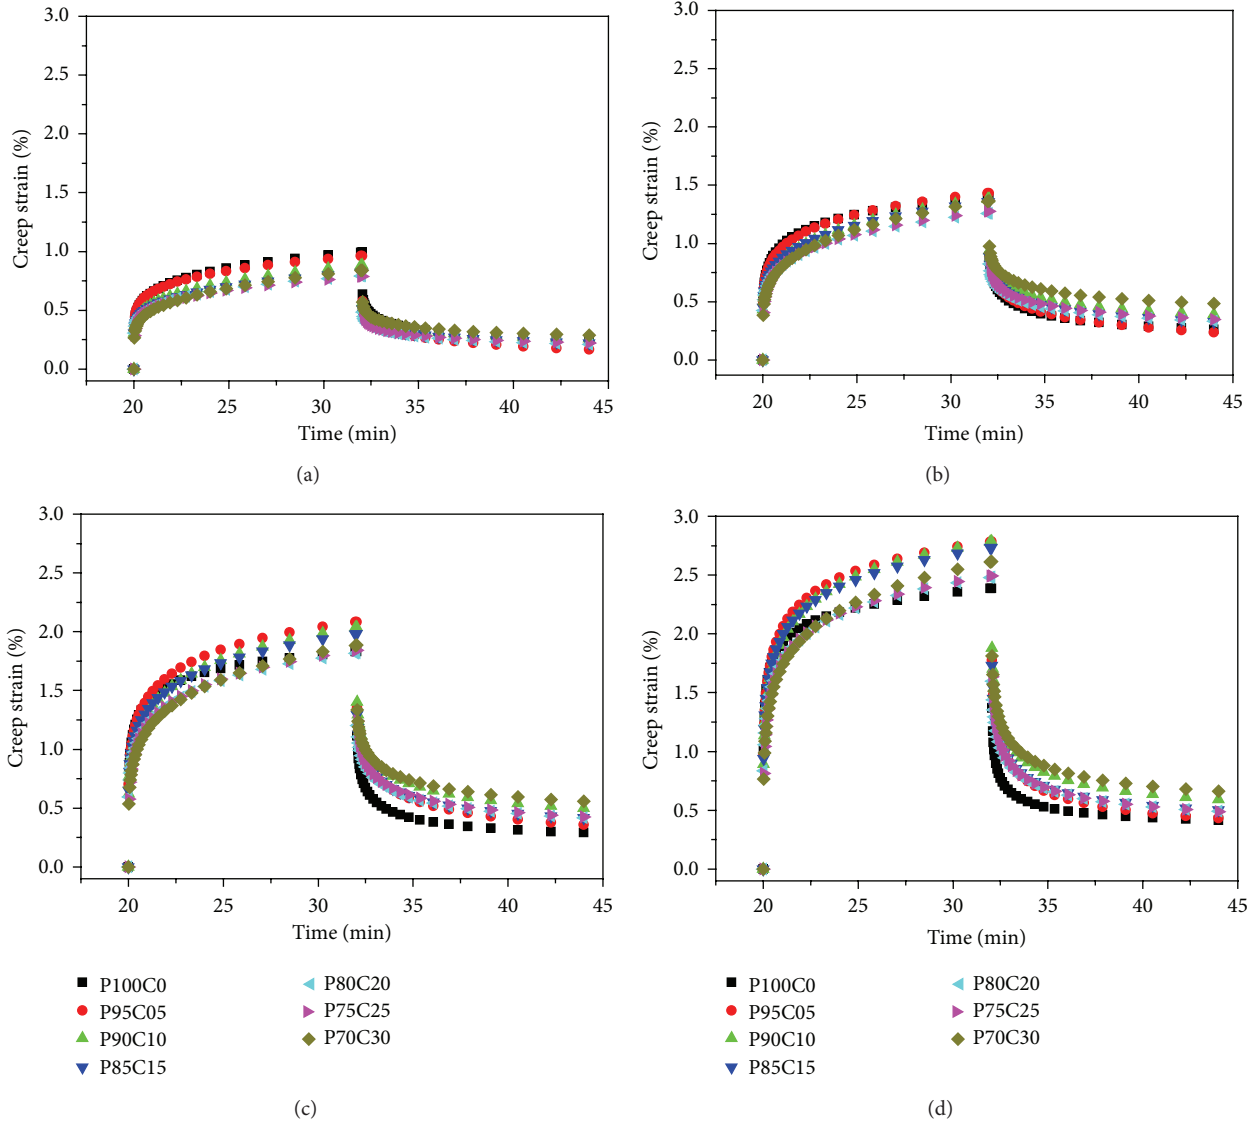 3.0
2.5
2.0
1.5
1.0
0.5
0.0
Creep strain (%)
20 25 30 35 40 45
Time (min)
(a)
3.0
2.5
2.0
1.5
1.0
0.5
0.0
Creep strain (%)
20 25 30 35 40 45
Time (min)
(b)
3.0
2.5
2.0
1.5
1.0
0.5
0.0
Creep strain (%)
20 25 30 35 40 45
Time (min)
P100C0
P95C05
P90C10
P85C15
P80C20
P75C25
P70C30
(c)
3.0
2.5
2.0
1.5
1.0
0.5
0.0
Creep strain (%)
20 25 30 35 40 45
Time (min)
P100C0
P95C05
P90C10
P85C15
P80C20
P75C25
P70C30
(d)